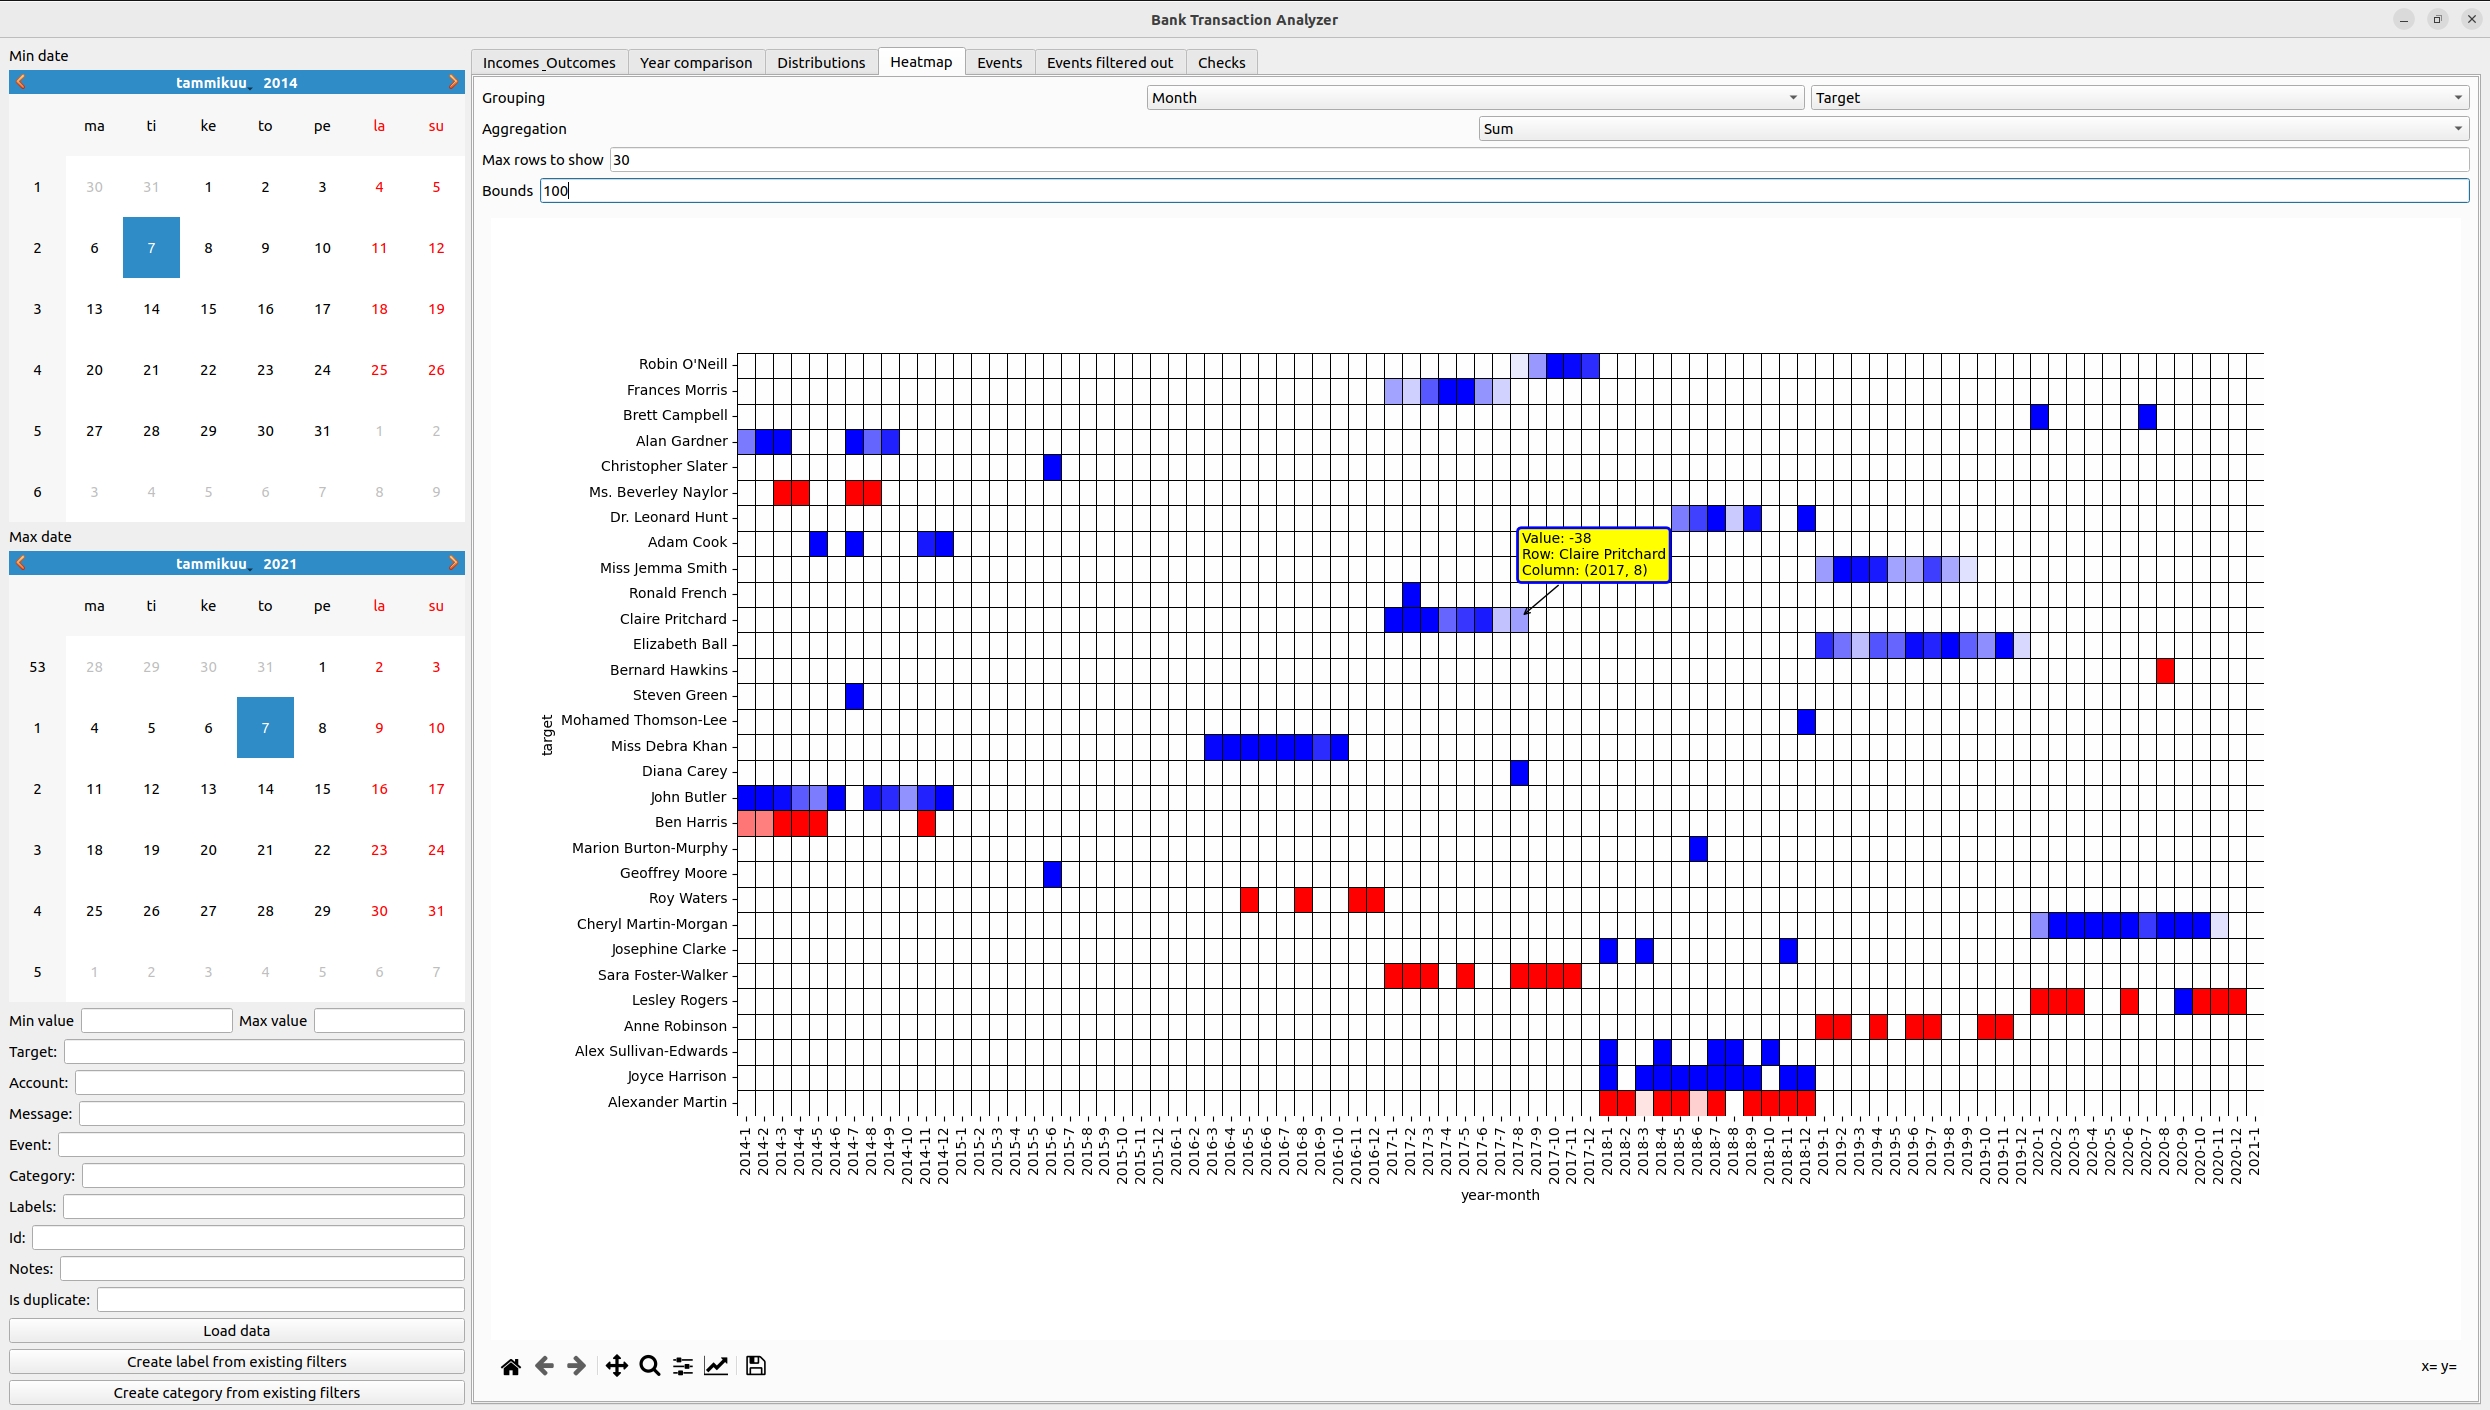 Bank Transaction Analyzer
Min date
tammikuu 2014
ma ti ke to pe la su
1 30 31 1 2 3 4 5
2 6 7 8 9 10 11 12
3 13 14 15 16 17 18 19
4 20 21 22 23 24 25 26
5 27 28 29 30 31 1 2
6 3 4 5 6 7 8 9
Max date
tammikuu 2021
ma ti ke to pe la su
53 28 29 30 31 1 2 3
1 4 5 6 7 8 9 10
2 11 12 13 14 15 16 17
3 18 19 20 21 22 23 24
4 25 26 27 28 29 30 31
5 1 2 3 4 5 6 7
Min value Max value
Target:
Account:
Message:
Event:
Category:
Labels:
Id:
Notes:
Is duplicate:
Load data
Create label from existing filters
Create category from existing filters
Incomes_Outcomes Year comparison Distributions Heatmap Events Events filtered out Checks
Grouping Month Target
Aggregation Sum
Max rows to show 30
Bounds 100
target
Robin O'Neill
Frances Morris
Brett Campbell
Alan Gardner
Christopher Slater
Ms. Beverley Naylor
Dr. Leonard Hunt
Adam Cook
Miss Jemma Smith
Ronald French
Claire Pritchard
Elizabeth Ball
Bernard Hawkins
Steven Green
Mohamed Thomson-Lee
Miss Debra Khan
Diana Carey
John Butler
Ben Harris
Marion Burton-Murphy
Geoffrey Moore
Roy Waters
Cheryl Martin-Morgan
Josephine Clarke
Sara Foster-Walker
Lesley Rogers
Anne Robinson
Alex Sullivan-Edwards
Joyce Harrison
Alexander Martin
Value: -38
Row: Claire Pritchard
Column: (2017, 8)
2014-1 2014-2 2014-3 2014-4 2014-5 2014-6 2014-7 2014-8 2014-9 2014-10 2014-11 2014-12 2015-1 2015-2 2015-3 2015-4 2015-5 2015-6 2015-7 2015-8 2015-9 2015-10 2015-11 2015-12 2016-1 2016-2 2016-3 2016-4 2016-5 2016-6 2016-7 2016-8 2016-9 2016-10 2016-11 2016-12 2017-1 2017-2 2017-3 2017-4 2017-5 2017-6 2017-7 2017-8 2017-9 2017-10 2017-11 2017-12 2018-1 2018-2 2018-3 2018-4 2018-5 2018-6 2018-7 2018-8 2018-9 2018-10 2018-11 2018-12 2019-1 2019-2 2019-3 2019-4 2019-5 2019-6 2019-7 2019-8 2019-9 2019-10 2019-11 2019-12 2020-1 2020-2 2020-3 2020-4 2020-5 2020-6 2020-7 2020-8 2020-9 2020-10 2020-11 2020-12 2021-1
year-month
x= y=